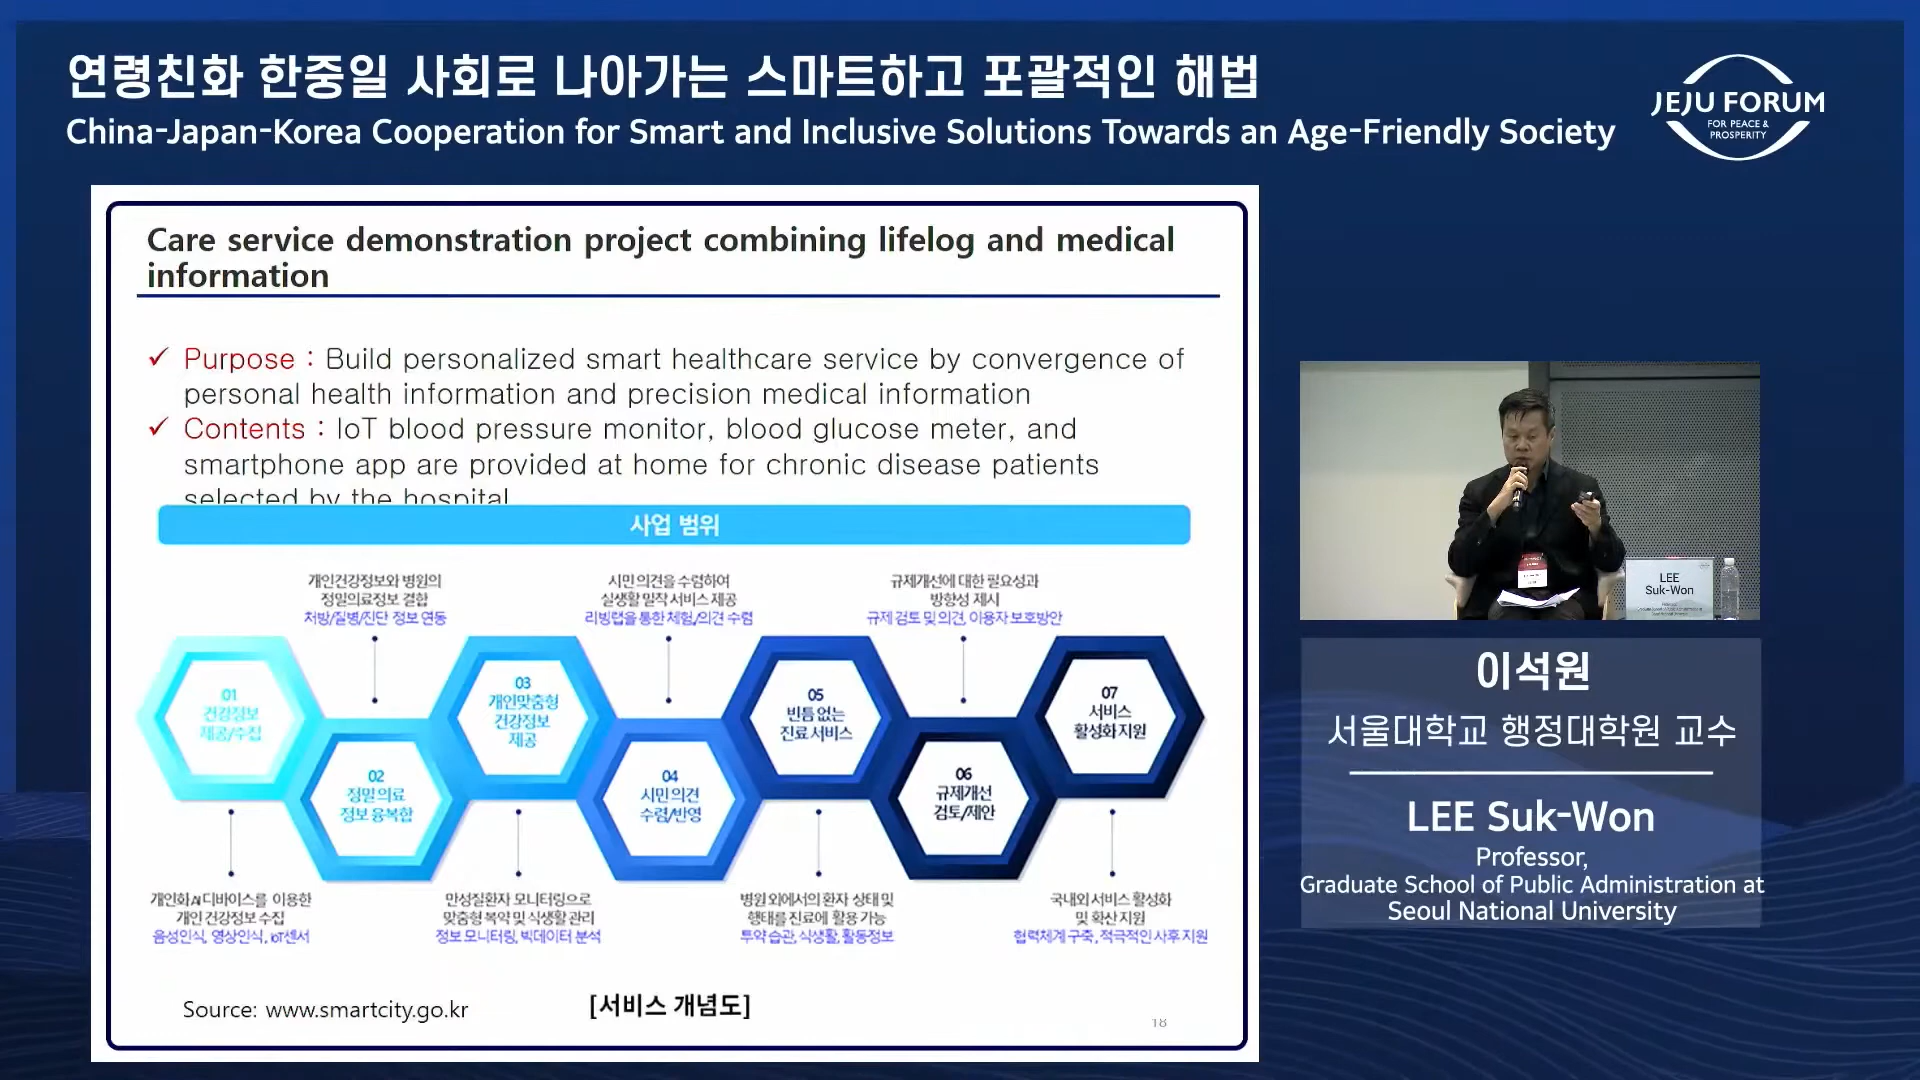 연령친화 한중일 사회로 나아가는 스마트하고 포괄적인 해법
China-Japan-Korea Cooperation for Smart and Inclusive Solutions Towards an Age-Friendly Society
JEJU FORUM
FOR PEACE &
PROSPERITY
Care service demonstration project combining lifelog and medical
information
✓ Purpose : Build personalized smart healthcare service by convergence of
personal health information and precision medical information
✓ Contents : IoT blood pressure monitor, blood glucose meter, and
smartphone app are provided at home for chronic disease patients
selected by the hospital
사업 범위
개인건강정보와 병원의
정밀의료정보 결합
처방/질병/진단 정보 연동
시민 의견을 수렴하여
실생활 밀착 서비스 제공
리빙랩을 통한 체험/의견 수렴
규제개선에 대한 필요성과
방향성 제시
규제 검토 및 의견, 이용자 보호방안
01
건강정보
제공/수집
02
정밀의료
정보 융복합
03
개인맞춤형
건강정보
제공
04
시민 의견
수렴/반영
05
빈틈 없는
진료 서비스
06
규제개선
검토/제안
07
서비스
활성화 지원
개인화 AI 디바이스를 이용한
개인 건강정보 수집
음성인식, 영상인식, IoT센서
만성질환자 모니터링으로
맞춤형 복약 및 식생활 관리
정보 모니터링, 빅데이터 분석
병원 외에서의 환자 상태 및
행태를 진료에 활용 가능
투약 습관, 식생활, 활동정보
국내외 서비스 활성화
및 확산 지원
협력체계 구축, 적극적인 사후 지원
Source: www.smartcity.go.kr
[서비스 개념도]
18
LEE
Suk-Won
이석원
서울대학교 행정대학원 교수
LEE Suk-Won
Professor,
Graduate School of Public Administration at
Seoul National University